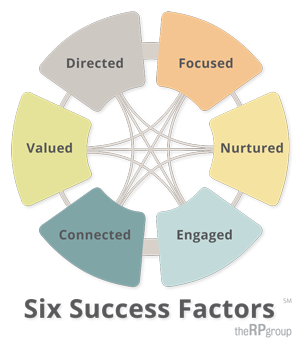 Directed
Focused
Valued
Nurtured
Connected
Engaged
Six Success Factors SM
theRPgroup